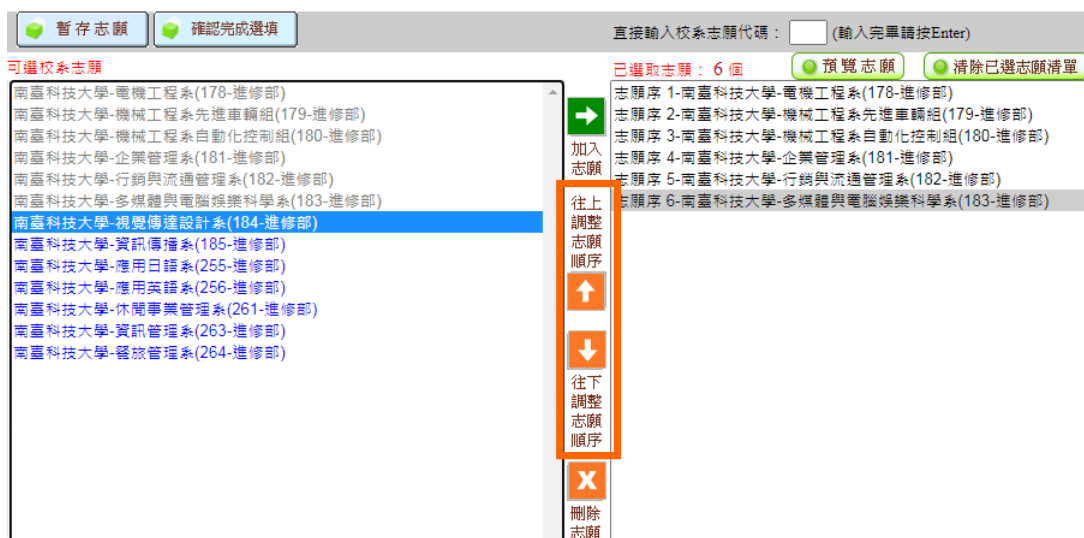 暫存志願
確認完成選填
直接輸入校系志願代碼：
(輸入完畢請按Enter)
可選校系志願
已選取志願： 6 個
預覽志願
清除已選志願清單
南臺科技大學-電機工程系(178-進修部)
南臺科技大學-機械工程系先進車輛組(179-進修部)
南臺科技大學-機械工程系自動化控制組(180-進修部)
南臺科技大學-企業管理系(181-進修部)
南臺科技大學-行銷與流通管理系(182-進修部)
南臺科技大學-多媒體與電腦娛樂科學系(183-進修部)
南臺科技大學-視覺傳達設計系(184-進修部)
南臺科技大學-資訊傳播系(185-進修部)
南臺科技大學-應用日語系(255-進修部)
南臺科技大學-應用英語系(256-進修部)
南臺科技大學-休閒事業管理系(261-進修部)
南臺科技大學-資訊管理系(263-進修部)
南臺科技大學-餐旅管理系(264-進修部)
加入
志願
往上
調整
志願
順序
往下
調整
志願
順序
X
刪除
志願
志願序 1-南臺科技大學-電機工程系(178-進修部)
志願序 2-南臺科技大學-機械工程系先進車輛組(179-進修部)
志願序 3-南臺科技大學-機械工程系自動化控制組(180-進修部)
志願序 4-南臺科技大學-企業管理系(181-進修部)
志願序 5-南臺科技大學-行銷與流通管理系(182-進修部)
志願序 6-南臺科技大學-多媒體與電腦娛樂科學系(183-進修部)